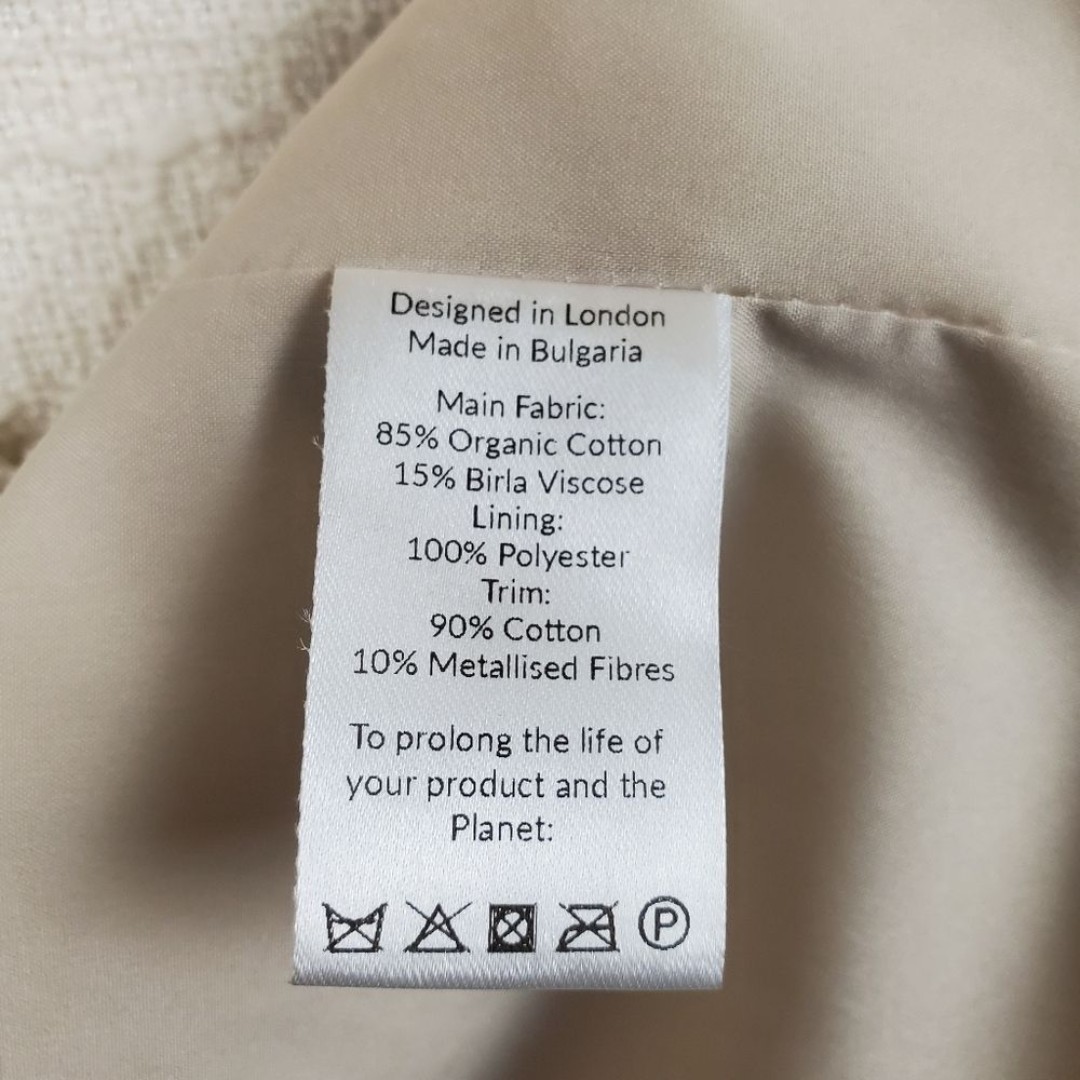 Designed in London
Made in Bulgaria
Main Fabric:
85% Organic Cotton
15% Birla Viscose
Lining:
100% Polyester
Trim:
90% Cotton
10% Metallised Fibres
To prolong the life of
your product and the
Planet:
P